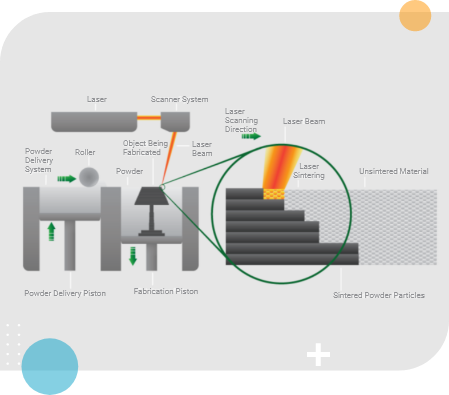 Laser
Scanner System
Laser
Scanning
Direction
Laser Beam
Powder
Delivery
System
Roller
Object Being
Fabricated
Laser
Beam
Powder
Laser
Sintering
Unsintered Material
Powder Delivery Piston
Fabrication Piston
Sintered Powder Particles